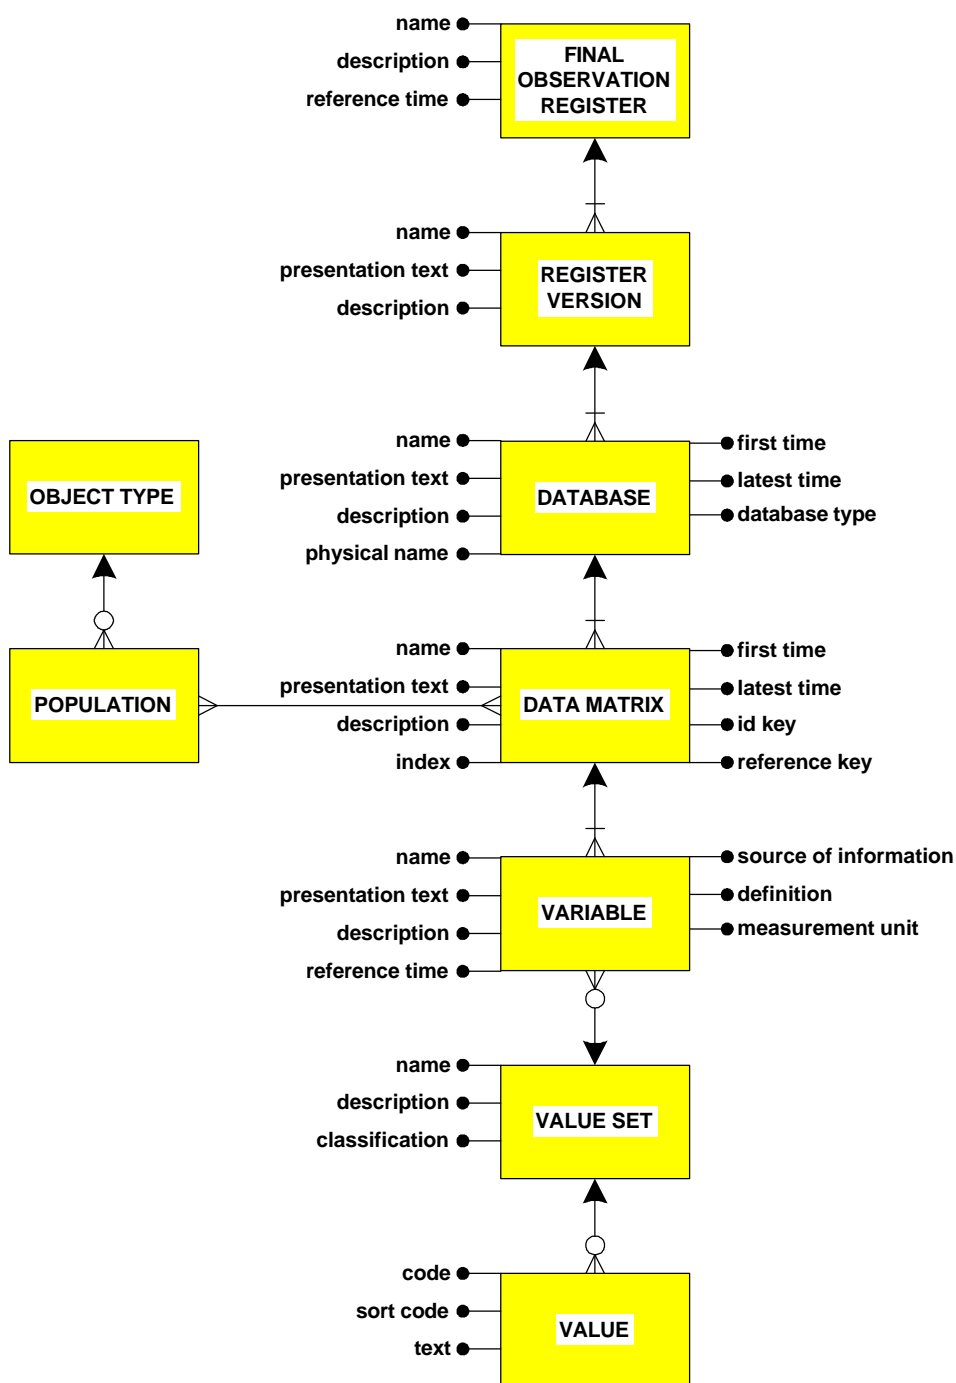 name
description
reference time
FINAL
OBSERVATION
REGISTER
name
presentation text
description
REGISTER
VERSION
name
presentation text
description
physical name
DATABASE
first time
latest time
database type
OBJECT TYPE
POPULATION
name
presentation text
description
index
DATA MATRIX
first time
latest time
id key
reference key
name
presentation text
description
reference time
VARIABLE
source of information
definition
measurement unit
name
description
classification
VALUE SET
code
sort code
text
VALUE